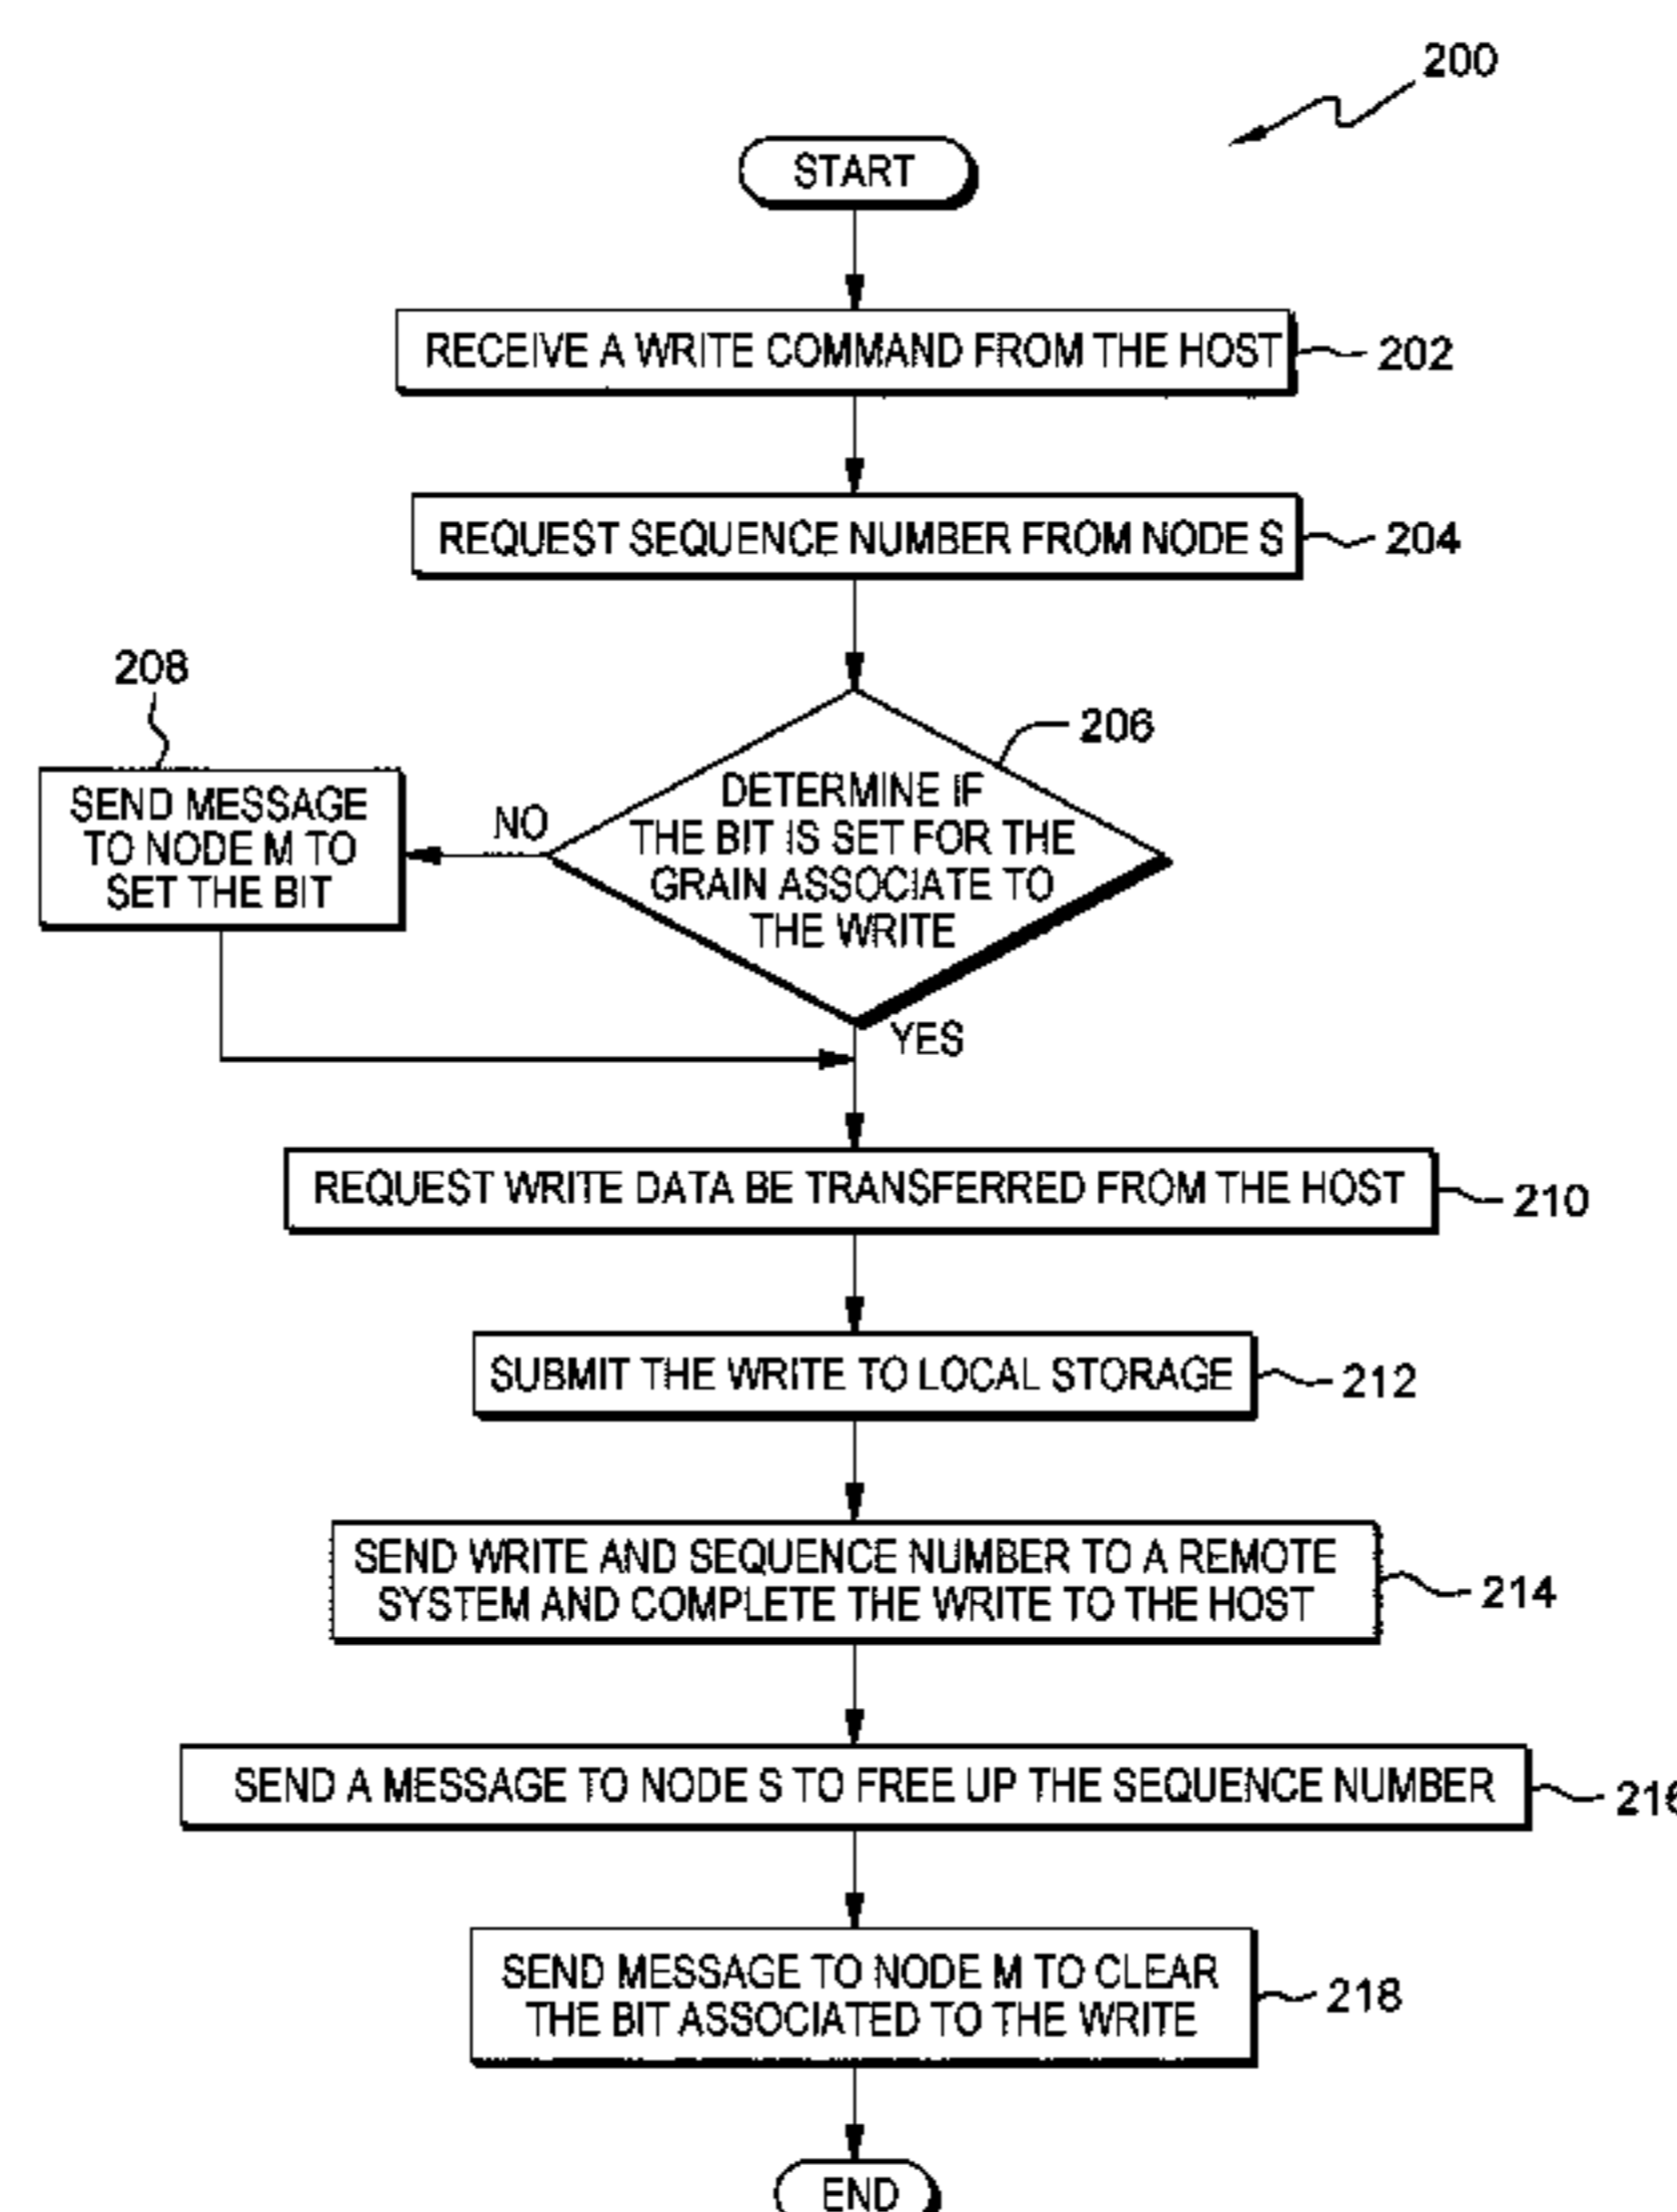 200
START
RECEIVE A WRITE COMMAND FROM THE HOST
202
REQUEST SEQUENCE NUMBER FROM NODE S
204
208
206
SEND MESSAGE
TO NODE M TO
SET THE BIT
NO
DETERMINE IF
THE BIT IS SET FOR THE
GRAIN ASSOCIATE TO
THE WRITE
YES
REQUEST WRITE DATA BE TRANSFERRED FROM THE HOST
210
SUBMIT THE WRITE TO LOCAL STORAGE
212
SEND WRITE AND SEQUENCE NUMBER TO A REMOTE
SYSTEM AND COMPLETE THE WRITE TO THE HOST
214
SEND A MESSAGE TO NODE S TO FREE UP THE SEQUENCE NUMBER
216
SEND MESSAGE TO NODE M TO CLEAR
THE BIT ASSOCIATED TO THE WRITE
218
END